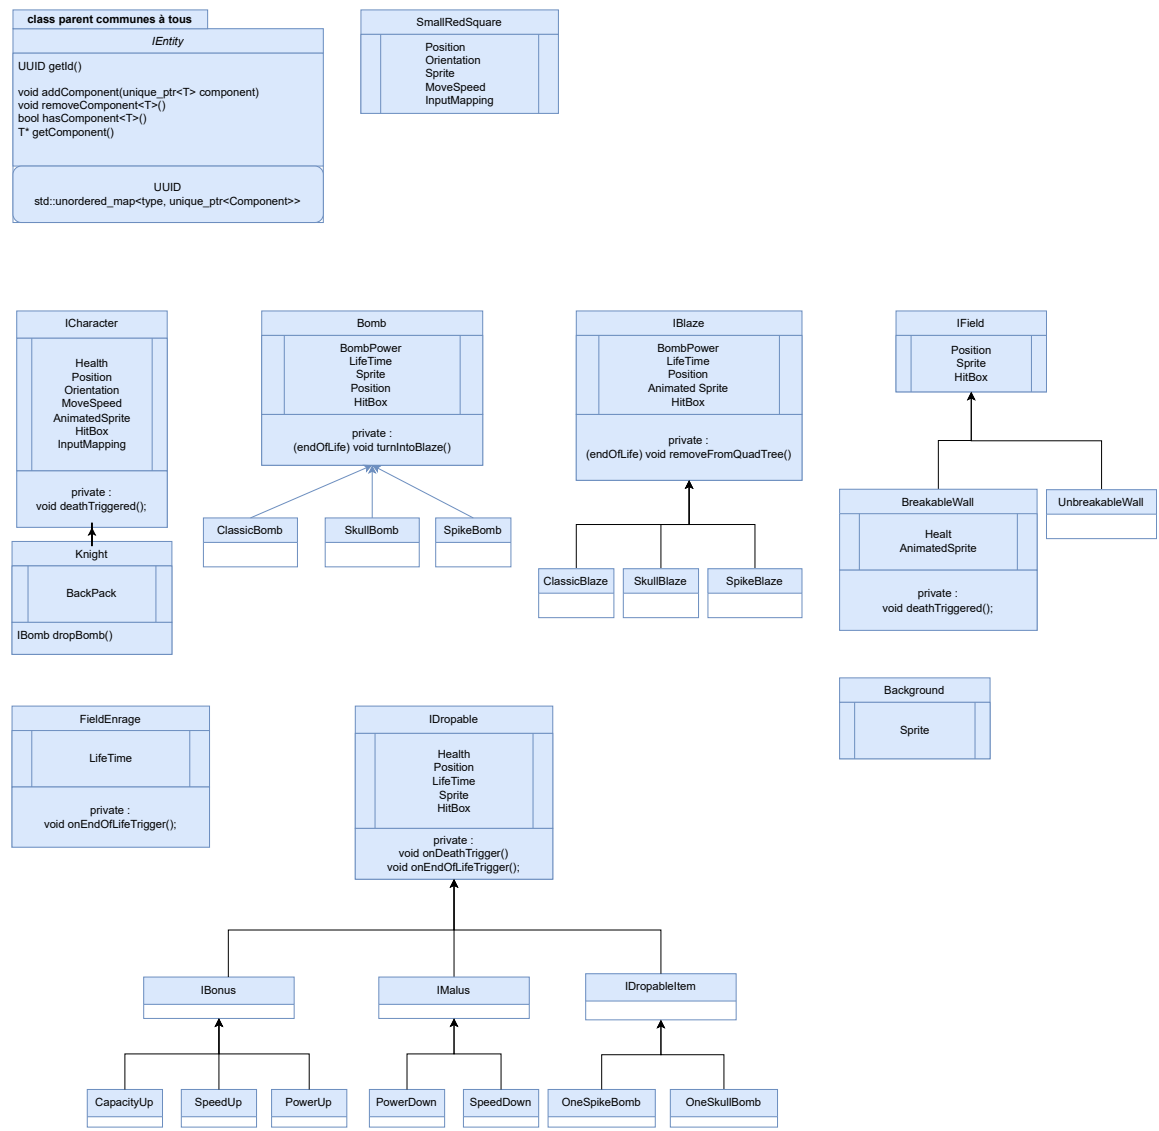 class parent communes à tous
IEntity
UUID getId()
void addComponent(unique_ptr<T> component)
void removeComponent<T>()
bool hasComponent<T>()
T* getComponent()
UUID
std::unordered_map<type, unique_ptr<Component>>
SmallRedSquare
Position
Orientation
Sprite
MoveSpeed
InputMapping
ICharacter
Health
Position
Orientation
MoveSpeed
AnimatedSprite
HitBox
InputMapping
private :
void deathTriggered();
Knight
BackPack
IBomb dropBomb()
Bomb
BombPower
LifeTime
Sprite
Position
HitBox
private :
(endOfLife) void turnIntoBlaze()
ClassicBomb
SkullBomb
SpikeBomb
IBlaze
BombPower
LifeTime
Position
Animated Sprite
HitBox
private :
(endOfLife) void removeFromQuadTree()
ClassicBlaze
SkullBlaze
SpikeBlaze
IField
Position
Sprite
HitBox
BreakableWall
Healt
AnimatedSprite
private :
void deathTriggered();
UnbreakableWall
Background
Sprite
FieldEnrage
LifeTime
private :
void onEndOfLifeTrigger();
IDropable
Health
Position
LifeTime
Sprite
HitBox
private :
void onDeathTrigger()
void onEndOfLifeTrigger();
IBonus
IMalus
IDropableItem
CapacityUp
SpeedUp
PowerUp
PowerDown
SpeedDown
OneSpikeBomb
OneSkullBomb